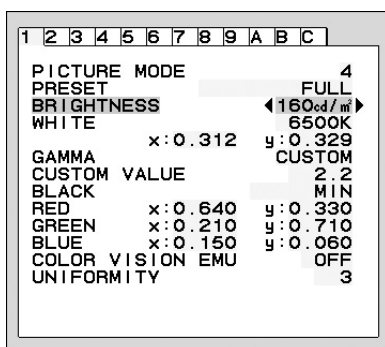 1 2 3 4 5 6 7 8 9 A B C
PICTURE MODE 4
PRESET FULL
BRIGHTNESS ◀160cd/㎡▶
WHITE 6500K
x:0.312 y:0.329
GAMMA CUSTOM
CUSTOM VALUE 2.2
BLACK MIN
RED x:0.640 y:0.330
GREEN x:0.210 y:0.710
BLUE x:0.150 y:0.060
COLOR VISION EMU OFF
UNIFORMITY 3